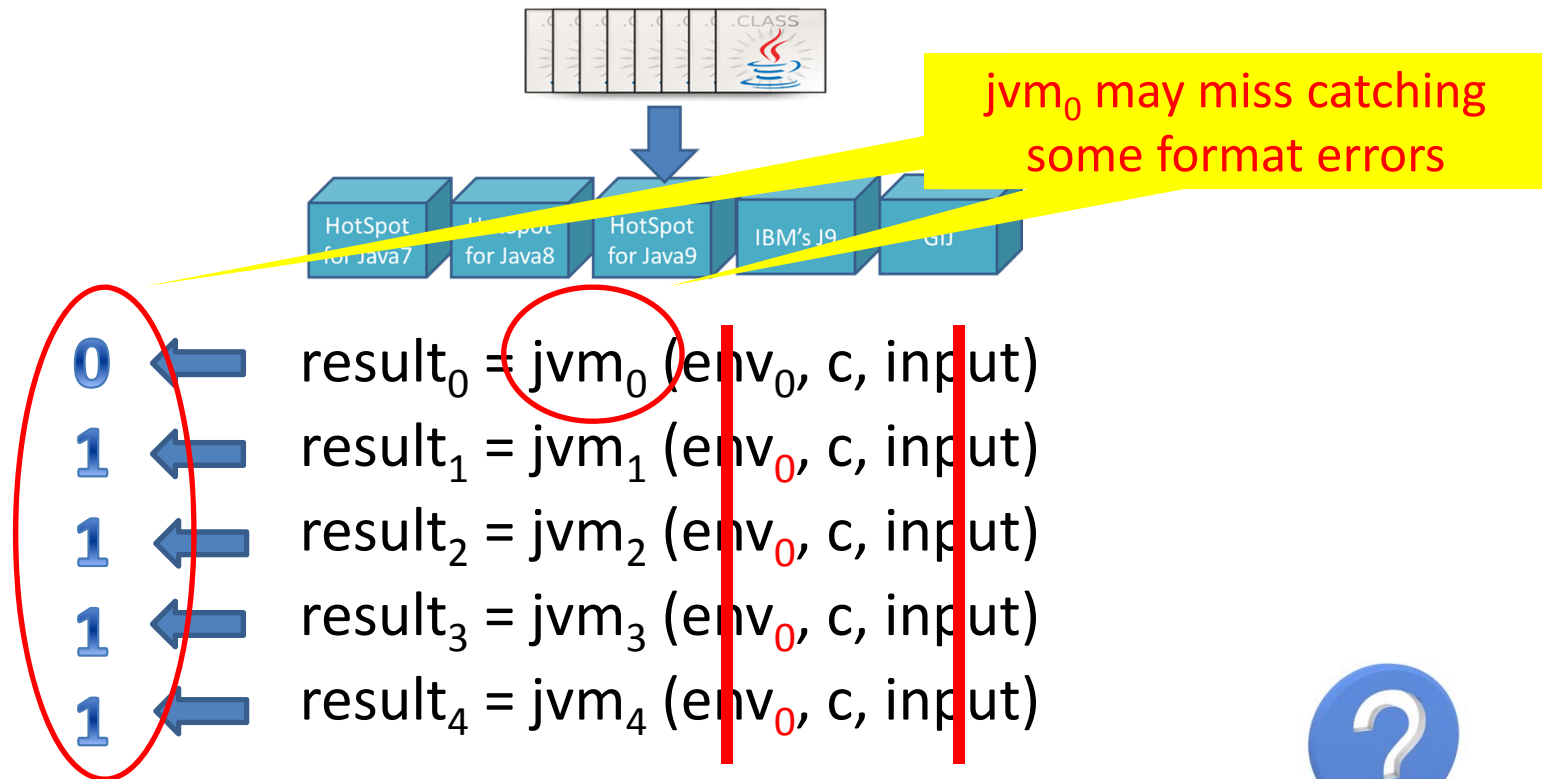 .CLASS
jvm₀ may miss catching
some format errors
HotSpot
for Java7
HotSpot
for Java8
HotSpot
for Java9
IBM's J9
GIJ
0
result₀ = jvm₀ (env₀, c, input)
1
result₁ = jvm₁ (env₀, c, input)
1
result₂ = jvm₂ (env₀, c, input)
1
result₃ = jvm₃ (env₀, c, input)
1
result₄ = jvm₄ (env₀, c, input)
?